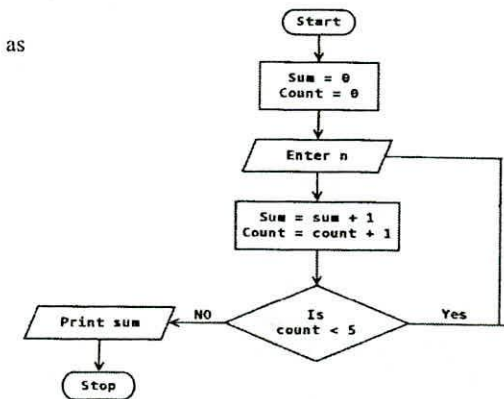 Start
as
Sum = 0
Count = 0
Enter n
Sum = sum + 1
Count = count + 1
Is
count < 5
NO
Yes
Print sum
Stop